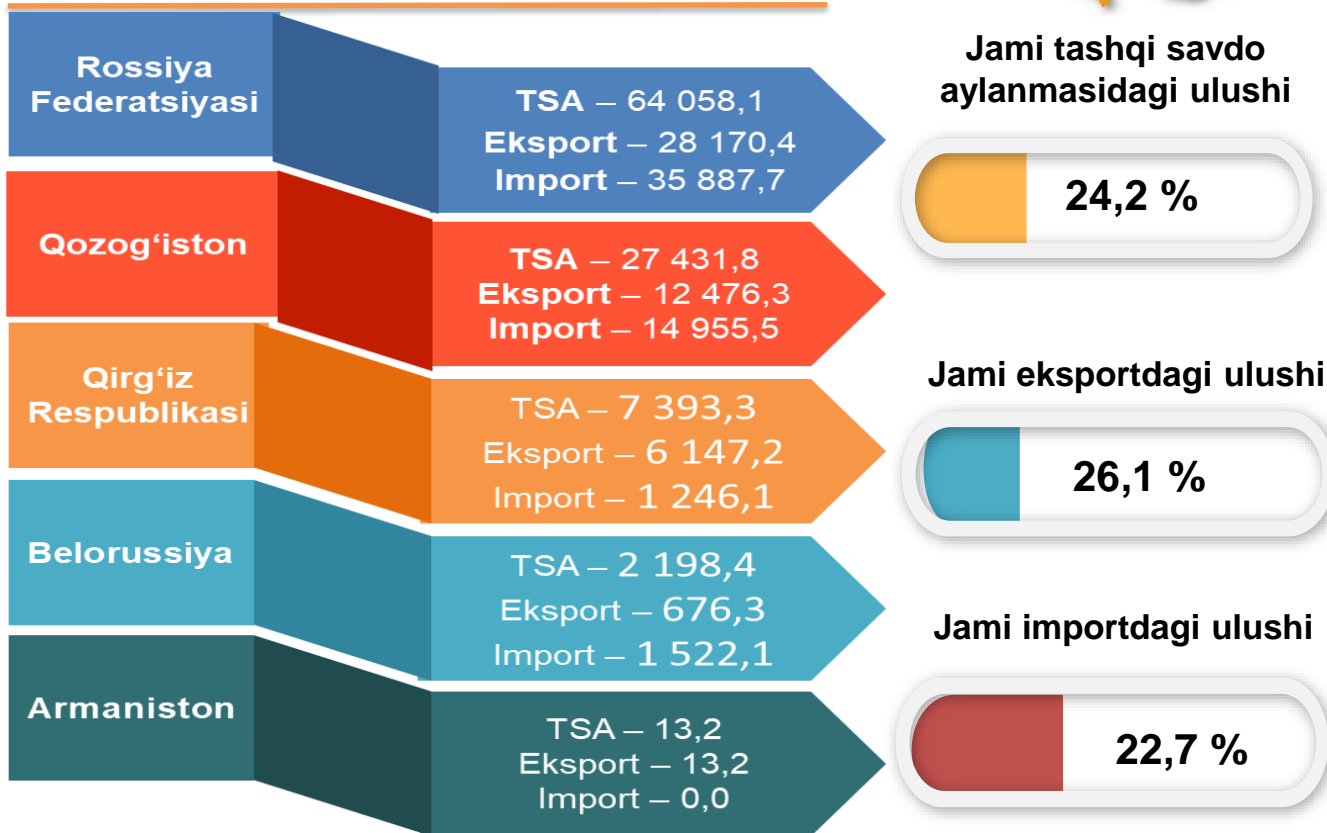 Rossiya
Federatsiyasi
TSA – 64 058,1
Eksport – 28 170,4
Import – 35 887,7
Qozog‘iston
TSA – 27 431,8
Eksport – 12 476,3
Import – 14 955,5
Qirg‘iz
Respublikasi
TSA – 7 393,3
Eksport – 6 147,2
Import – 1 246,1
Belorussiya
TSA – 2 198,4
Eksport – 676,3
Import – 1 522,1
Armaniston
TSA – 13,2
Eksport – 13,2
Import – 0,0
Jami tashqi savdo
aylanmasidagi ulushi
24,2 %
Jami eksportdagi ulushi
26,1 %
Jami importdagi ulushi
22,7 %